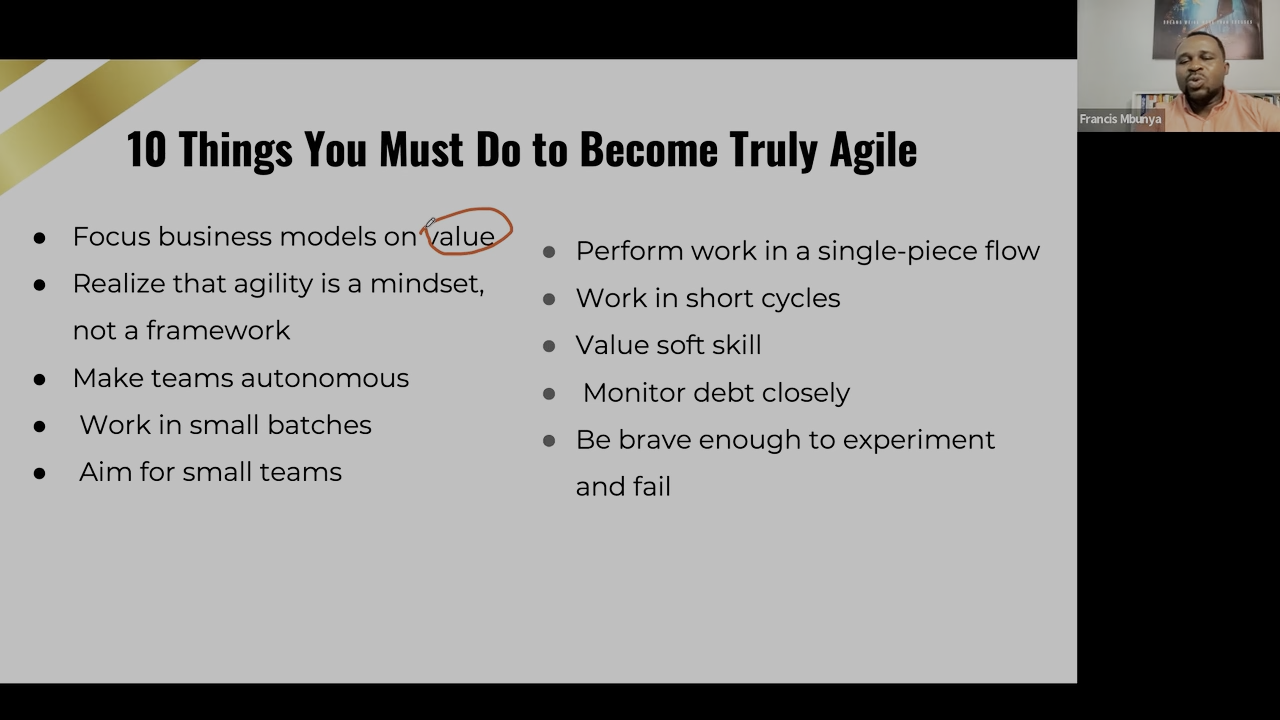 10 Things You Must Do to Become Truly Agile
● Focus business models on value
● Realize that agility is a mindset,
not a framework
● Make teams autonomous
● Work in small batches
● Aim for small teams
● Perform work in a single-piece flow
● Work in short cycles
● Value soft skill
● Monitor debt closely
● Be brave enough to experiment
and fail
Francis Mbunya